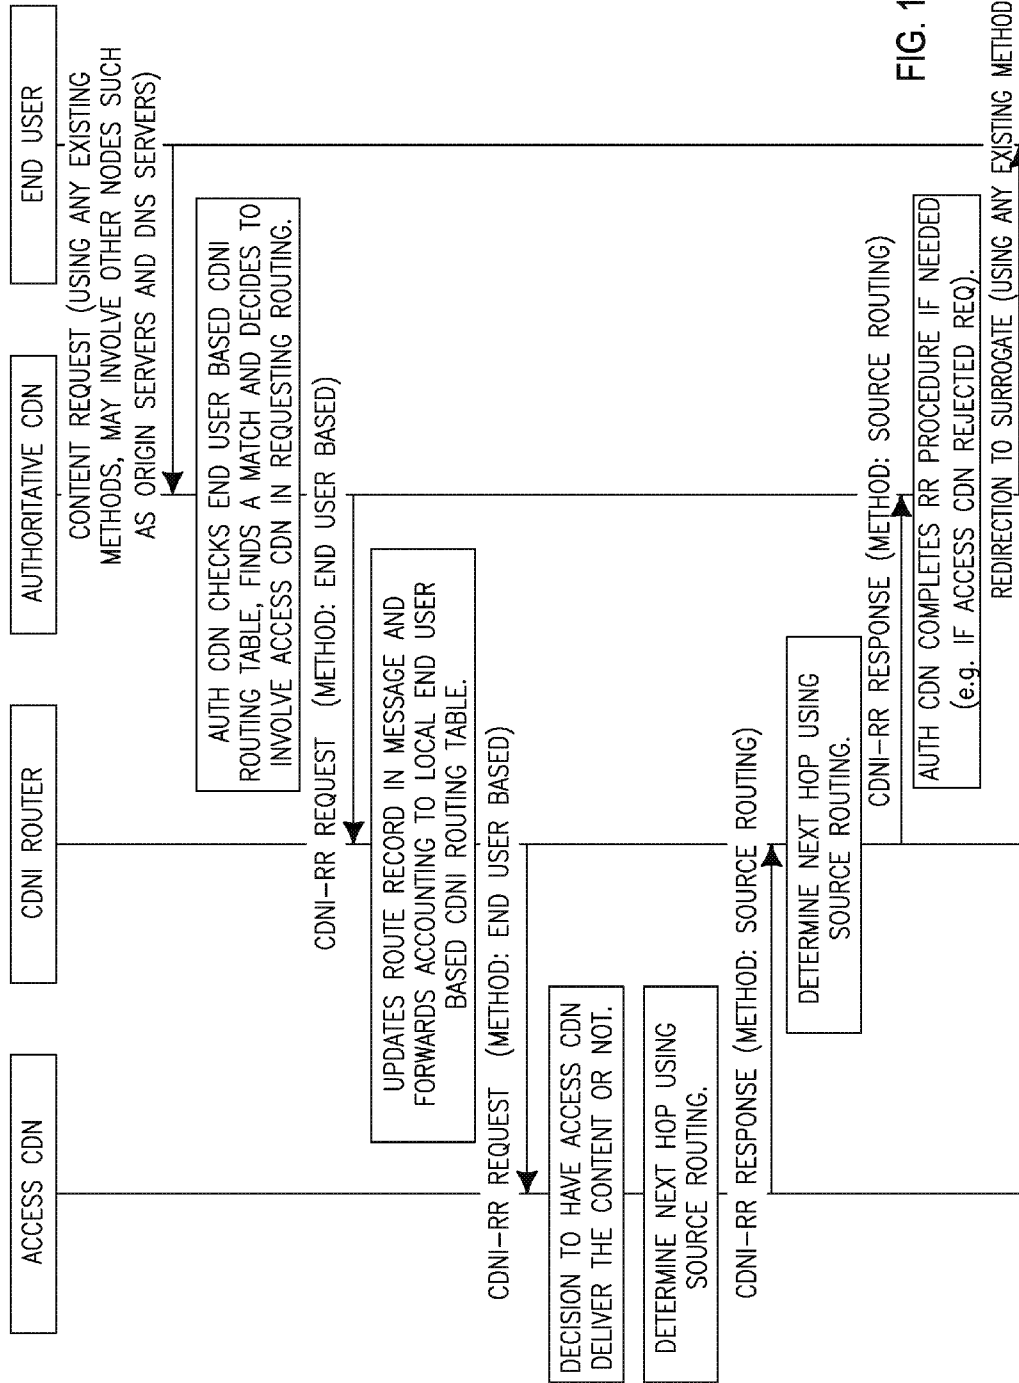 ACCESS CDN
CDNI ROUTER
AUTHORITATIVE CDN
END USER
CONTENT REQUEST (USING ANY EXISTING
METHODS, MAY INVOLVE OTHER NODES SUCH
AS ORIGIN SERVERS AND DNS SERVERS)
AUTH CDN CHECKS END USER BASED CDNI
ROUTING TABLE, FINDS A MATCH AND DECIDES TO
INVOLVE ACCESS CDN IN REQUESTING ROUTING.
CDNI-RR REQUEST (METHOD: END USER BASED)
UPDATES ROUTE RECORD IN MESSAGE AND
FORWARDS ACCOUNTING TO LOCAL END USER
BASED CDNI ROUTING TABLE.
CDNI-RR REQUEST (METHOD: END USER BASED)
DECISION TO HAVE ACCESS CDN
DELIVER THE CONTENT OR NOT.
DETERMINE NEXT HOP USING
SOURCE ROUTING.
CDNI-RR RESPONSE (METHOD: SOURCE ROUTING)
DETERMINE NEXT HOP USING
SOURCE ROUTING.
CDNI-RR RESPONSE (METHOD: SOURCE ROUTING)
AUTH CDN COMPLETES RR PROCEDURE IF NEEDED
(e.g. IF ACCESS CDN REJECTED REQ).
REDIRECTION TO SURROGATE (USING ANY EXISTING METHOD
FIG. 1